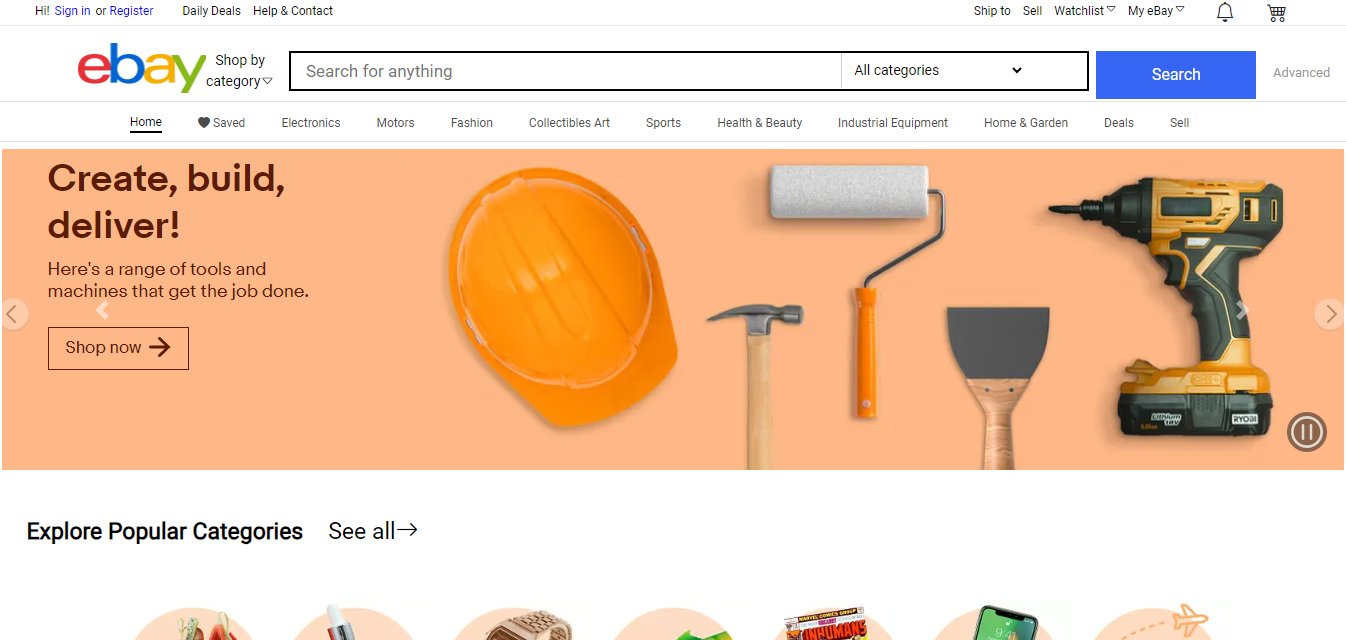 Hi! Sign in or Register Daily Deals Help & Contact Ship to Sell Watchlist My eBay
ebay
Shop by
category
Search for anything All categories Search Advanced
Home Saved Electronics Motors Fashion Collectibles Art Sports Health & Beauty Industrial Equipment Home & Garden Deals Sell
Create, build,
deliver!
Here's a range of tools and
machines that get the job done.
Shop now
Lithium
18V
RYOBI
Explore Popular Categories See all
MARVEL COMICS GROUP
INHUMANS